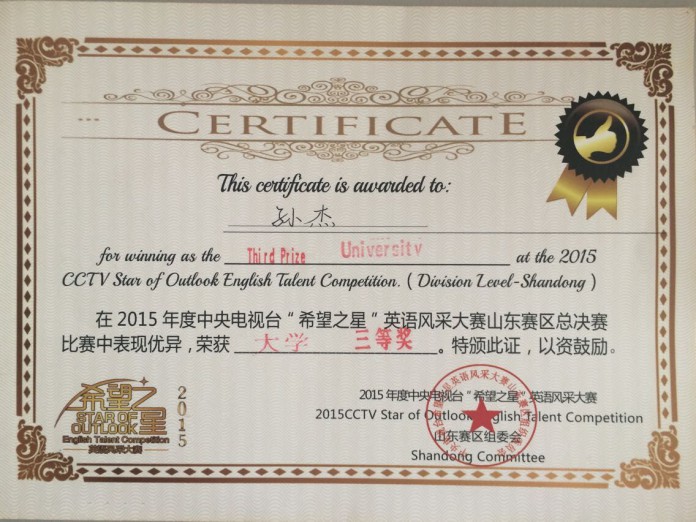 CERTIFICATE
This certificate is awarded to:
孙杰
for winning as the Third Prize University at the 2015
CCTV Star of Outlook English Talent Competition. ( Division Level-Shandong )
在 2015 年度中央电视台“希望之星”英语风采大赛山东赛区总决赛
比赛中表现优异，荣获 大学 三等奖 。特颁此证，以资鼓励。
希望之星
STAR OF
OUTLOOK
English Talent Competition
英语风采大赛
2015
2015 年度中央电视台“希望之星”英语风采大赛
2015CCTV Star of Outlook English Talent Competition
山东赛区组委会
Shandong Committee